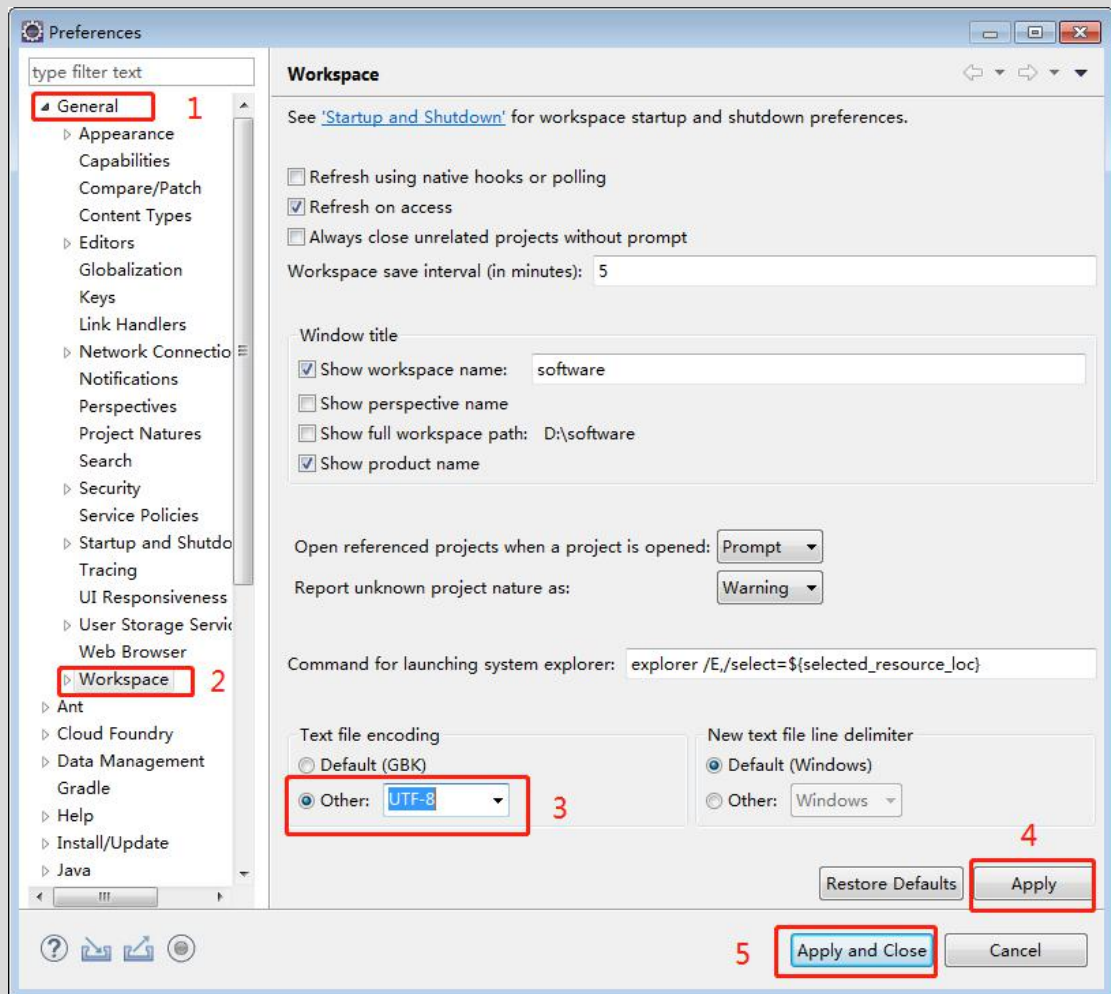 Preferences
type filter text
General
1
Appearance
Capabilities
Compare/Patch
Content Types
Editors
Globalization
Keys
Link Handlers
Network Connectio
Notifications
Perspectives
Project Natures
Search
Security
Service Policies
Startup and Shutdo
Tracing
UI Responsiveness
User Storage Servic
Web Browser
Workspace
2
Ant
Cloud Foundry
Data Management
Gradle
Help
Install/Update
Java
Workspace
See 'Startup and Shutdown' for workspace startup and shutdown preferences.
Refresh using native hooks or polling
Refresh on access
Always close unrelated projects without prompt
Workspace save interval (in minutes): 5
Window title
Show workspace name: software
Show perspective name
Show full workspace path: D:\software
Show product name
Open referenced projects when a project is opened: Prompt
Report unknown project nature as: Warning
Command for launching system explorer: explorer /E,/select=${selected_resource_loc}
Text file encoding
Default (GBK)
Other: UTF-8
3
New text file line delimiter
Default (Windows)
Other: Windows
4
Restore Defaults Apply
5 Apply and Close Cancel